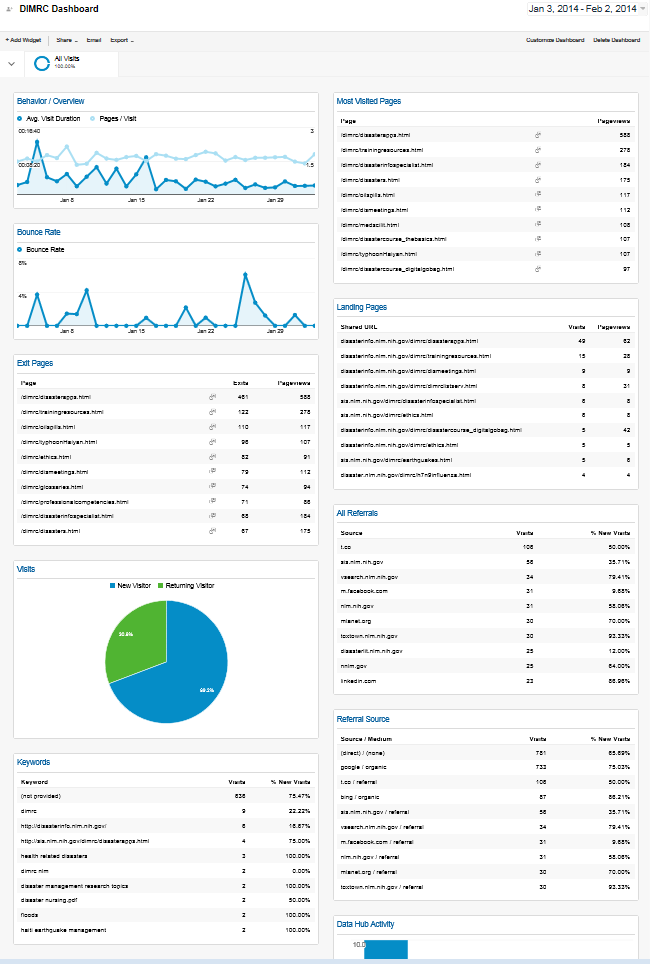 DIMRC Dashboard
Jan 3, 2014 - Feb 2, 2014
+ Add Widget Share Email Export Customize Dashboard Delete Dashboard
All Visits
100.00%
Behavior / Overview
Avg. Visit Duration Pages / Visit
00:16:40 3
00:08:20 1.5
Jan 8 Jan 15 Jan 22 Jan 29
Bounce Rate
Bounce Rate
8%
4%
Jan 8 Jan 15 Jan 22 Jan 29
Exit Pages
Page Exits Pageviews
/dimrc/disasterapps.html 461 588
/dimrc/trainingresources.html 122 278
/dimrc/oilspills.html 110 117
/dimrc/typhoonHaiyan.html 98 107
/dimrc/ethics.html 82 91
/dimrc/dismeetings.html 79 112
/dimrc/glossaries.html 74 94
/dimrc/professionalcompetencies.html 71 86
/dimrc/disasterinfospecialist.html 68 184
/dimrc/disasters.html 67 175
Visits
New Visitor Returning Visitor
30.8%
69.2%
Keywords
Keyword Visits % New Visits
(not provided) 636 75.47%
dimrc 9 22.22%
http://disasterinfo.nlm.nih.gov/ 6 16.67%
http://sis.nlm.nih.gov/dimrc/disasterapps.html 4 75.00%
health related disasters 3 100.00%
dimrc nlm 2 0.00%
disaster management research topics 2 100.00%
disaster nursing.pdf 2 50.00%
floods 2 100.00%
haiti earthquake management 2 100.00%
Most Visited Pages
Page Pageviews
/dimrc/disasterapps.html 588
/dimrc/trainingresources.html 278
/dimrc/disasterinfospecialist.html 184
/dimrc/disasters.html 175
/dimrc/oilspills.html 117
/dimrc/dismeetings.html 112
/dimrc/medscilit.html 108
/dimrc/disastercourse_thebasics.html 107
/dimrc/typhoonHaiyan.html 107
/dimrc/disastercourse_digitalgobag.html 97
Landing Pages
Shared URL Visits Pageviews
disasterinfo.nlm.nih.gov/dimrc/disasterapps.html 49 62
disasterinfo.nlm.nih.gov/dimrc/trainingresources.html 15 28
disasterinfo.nlm.nih.gov/dimrc/dismeetings.html 9 9
disasterinfo.nlm.nih.gov/dimrc/dimrclistserv.html 8 31
sis.nlm.nih.gov/dimrc/disasterinfospecialist.html 6 8
sis.nlm.nih.gov/dimrc/ethics.html 6 8
disasterinfo.nlm.nih.gov/dimrc/disastercourse_digitalgobag.html 5 42
disasterinfo.nlm.nih.gov/dimrc/ethics.html 5 5
sis.nlm.nih.gov/dimrc/earthquakes.html 5 6
disaster.nlm.nih.gov/dimrc/h7n9influenza.html 4 4
All Referrals
Source Visits % New Visits
t.co 108 50.00%
sis.nlm.nih.gov 56 35.71%
vsearch.nlm.nih.gov 34 79.41%
m.facebook.com 31 9.68%
nlm.nih.gov 31 58.06%
mlanet.org 30 70.00%
toxtown.nlm.nih.gov 30 93.33%
disasterlit.nlm.nih.gov 25 12.00%
nnlm.gov 25 64.00%
linkedin.com 23 86.96%
Referral Source
Source / Medium Visits % New Visits
(direct) / (none) 781 65.69%
google / organic 733 75.03%
t.co / referral 108 50.00%
bing / organic 87 86.21%
sis.nlm.nih.gov / referral 56 35.71%
vsearch.nlm.nih.gov / referral 34 79.41%
m.facebook.com / referral 31 9.68%
nlm.nih.gov / referral 31 58.06%
mlanet.org / referral 30 70.00%
toxtown.nlm.nih.gov / referral 30 93.33%
Data Hub Activity